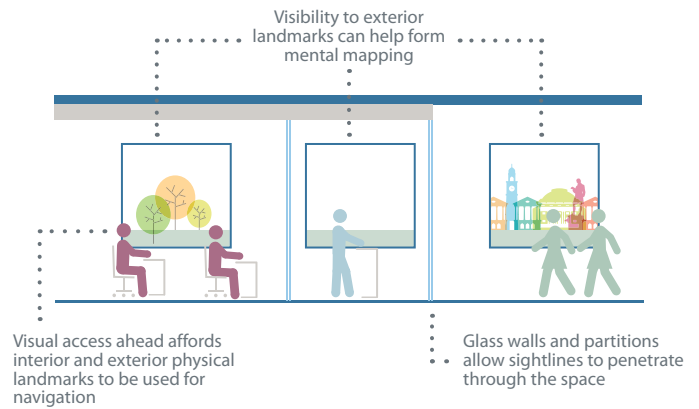 Visibility to exterior
landmarks can help form
mental mapping
Visual access ahead affords
interior and exterior physical
landmarks to be used for
navigation
Glass walls and partitions
allow sightlines to penetrate
through the space